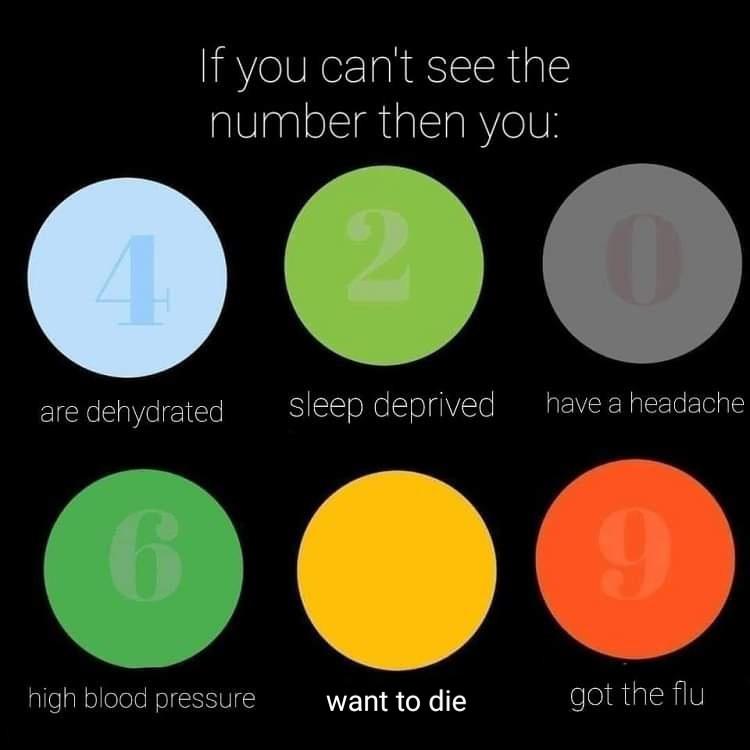 If you can't see the
number then you:
4
2
0
are dehydrated
sleep deprived
have a headache
6
9
high blood pressure
want to die
got the flu